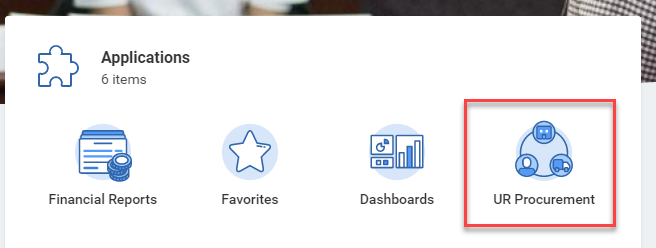 Applications
6 items
Financial Reports
Favorites
Dashboards
UR Procurement